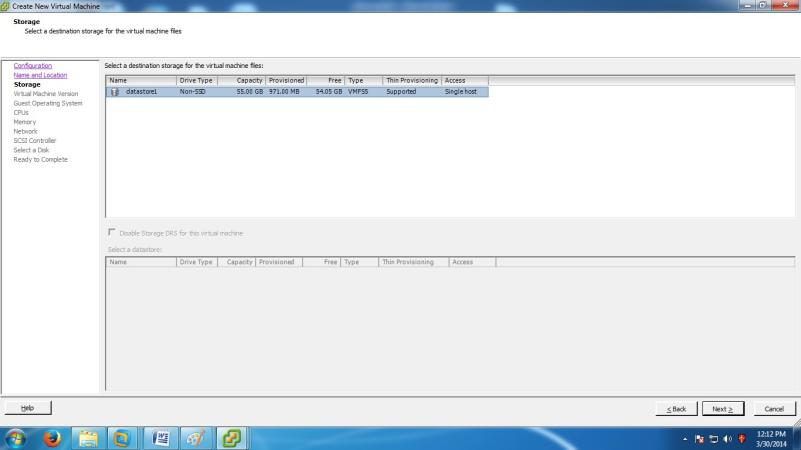 Create New Virtual Machine
Storage
Select a destination storage for the virtual machine files
Configuration
Name and Location
Storage
Virtual Machine Version
Guest Operating System
CPUs
Memory
Network
SCSI Controller
Select a Disk
Ready to Complete
Select a destination storage for the virtual machine files:
Name Drive Type Capacity Provisioned Free Type Thin Provisioning Access
datastore1 Non-SSD 55.00 GB 971.00 MB 54.05 GB VMFS5 Supported Single host
Disable Storage DRS for this virtual machine
Select a datastore:
Name Drive Type Capacity Provisioned Free Type Thin Provisioning Access
Help
< Back Next > Cancel
12:12 PM
3/30/2014